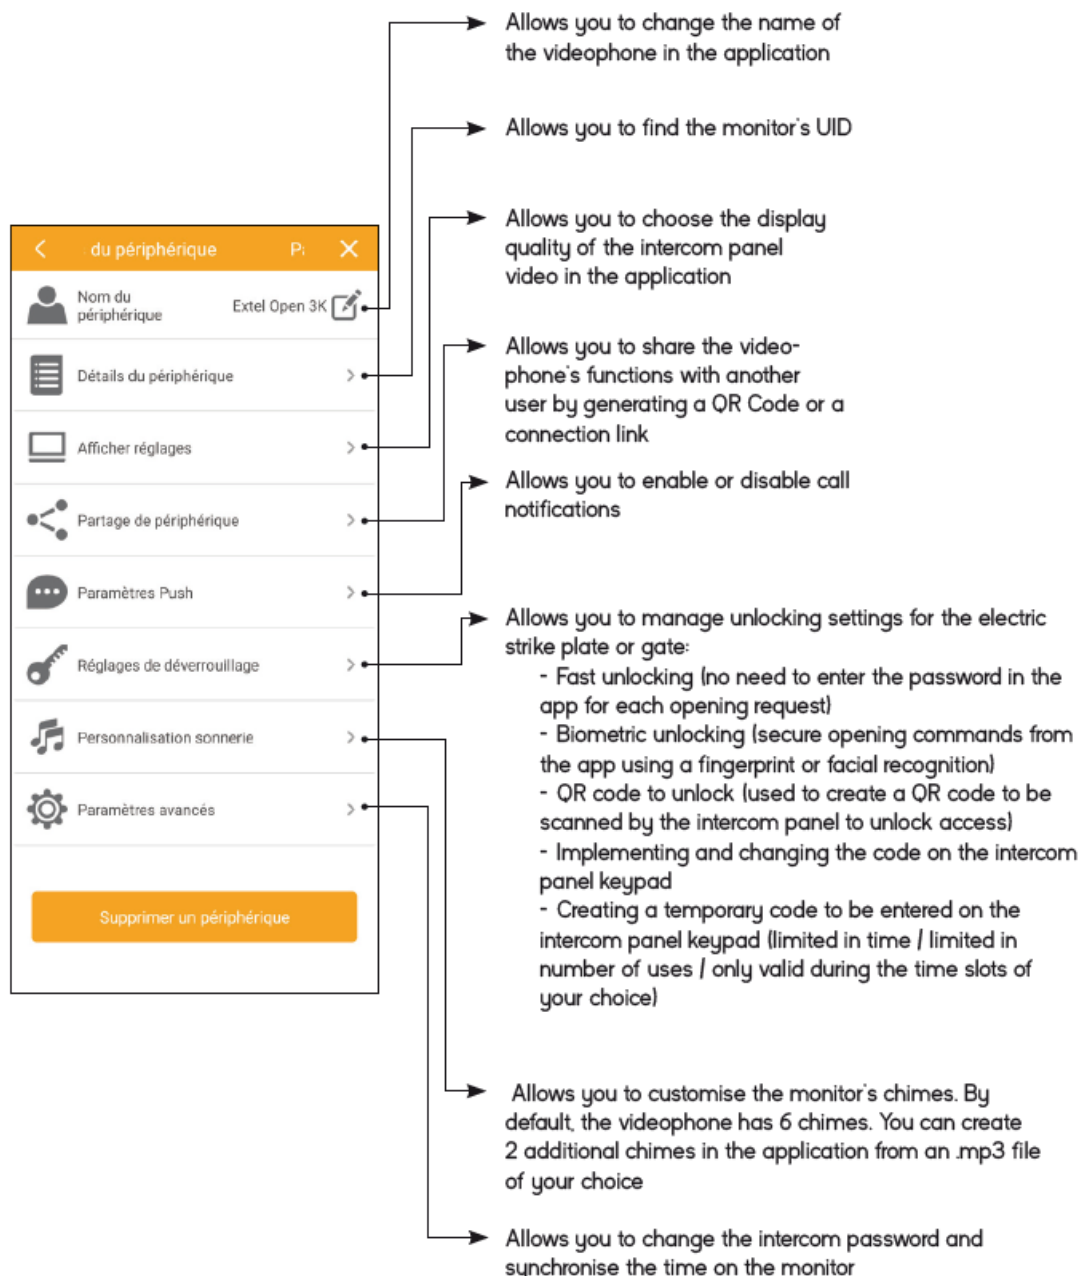 Allows you to change the name of
the videophone in the application
Allows you to find the monitor's UID
Allows you to choose the display
quality of the intercom panel
video in the application
Allows you to share the video-
phone's functions with another
user by generating a QR Code or a
connection link
Allows you to enable or disable call
notifications
Allows you to manage unlocking settings for the electric
strike plate or gate:
- Fast unlocking (no need to enter the password in the
app for each opening request)
- Biometric unlocking (secure opening commands from
the app using a fingerprint or facial recognition)
- QR code to unlock (used to create a QR code to be
scanned by the intercom panel to unlock access)
- Implementing and changing the code on the intercom
panel keypad
- Creating a temporary code to be entered on the
intercom panel keypad (limited in time / limited in
number of uses / only valid during the time slots of
your choice)
Allows you to customise the monitor's chimes. By
default, the videophone has 6 chimes. You can create
2 additional chimes in the application from an .mp3 file
of your choice
Allows you to change the intercom password and
synchronise the time on the monitor
du périphérique
Nom du
périphérique
Extel Open 3K
Détails du périphérique
Afficher réglages
Partage de périphérique
Paramètres Push
Réglages de déverrouillage
Personnalisation sonnerie
Paramètres avancés
Supprimer un périphérique